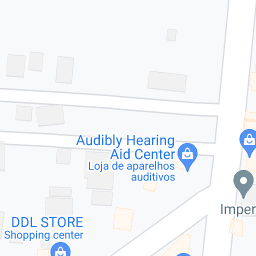 Audibly Hearing
Aid Center
Loja de aparelhos
auditivos
Imper
DDL STORE
Shopping center